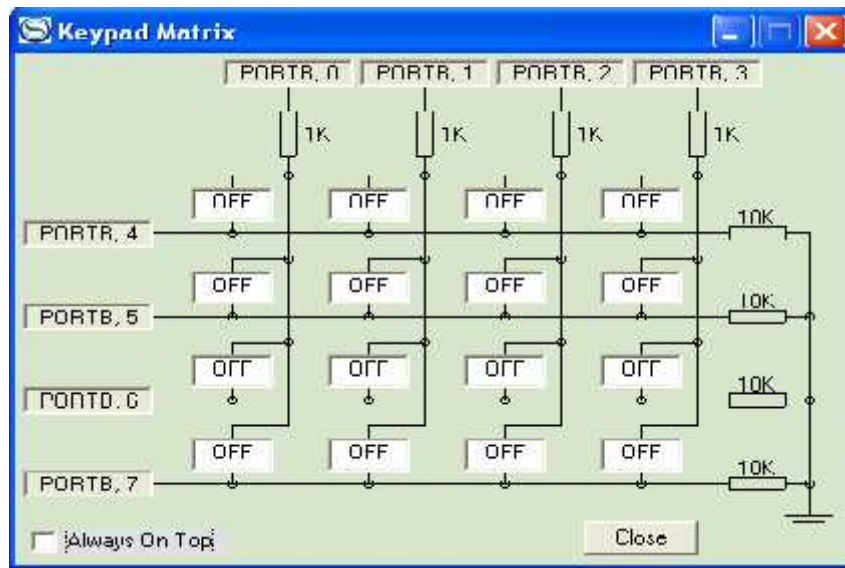 Keypad Matrix
PORTB, 0 PORTB, 1 PORTB, 2 PORTB, 3
1K 1K 1K 1K
OFF OFF OFF OFF
10K
PORTB, 4
OFF OFF OFF OFF
10K
PORTB, 5
OFF OFF OFF OFF
10K
PORTB, 6
OFF OFF OFF OFF
10K
PORTB, 7
Always On Top
Close